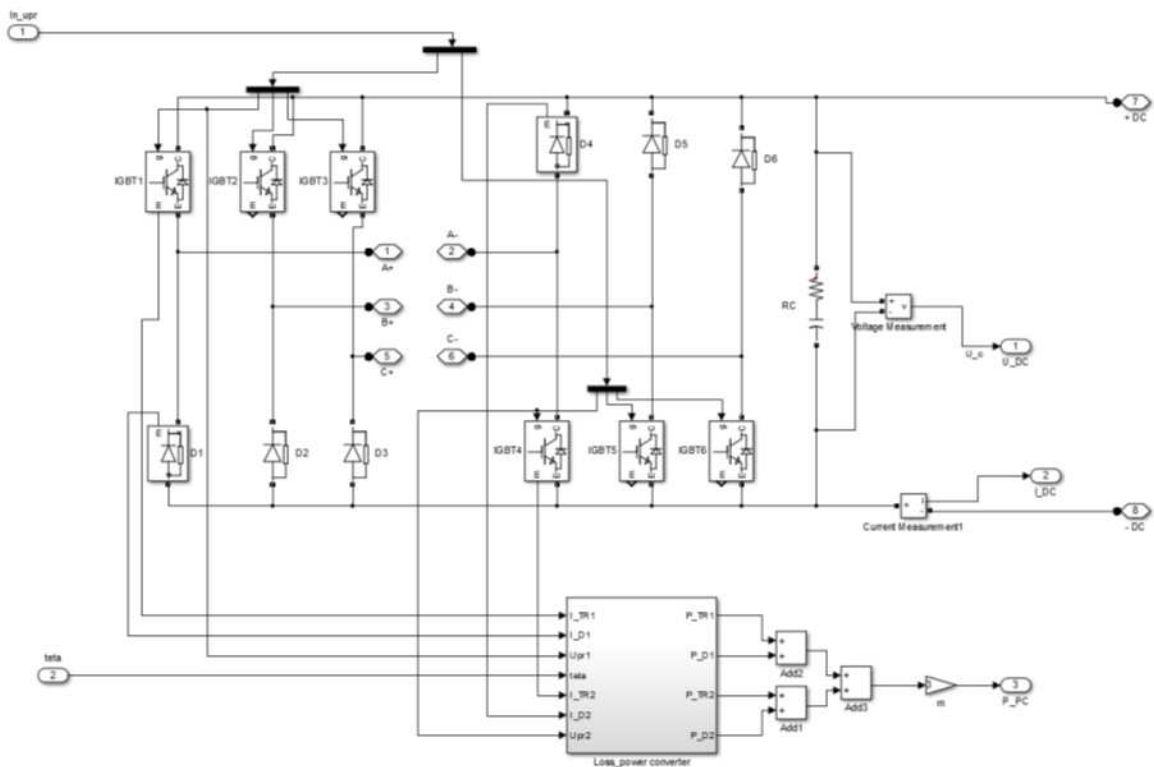 In_upr
1
7
+ DC
m
D4
D5
D6
g
C
g
C
g
C
IGBT1
IGBT2
IGBT3
m
E
m
E
m
E
1
A+
A-
2
3
B+
B-
4
5
C+
C-
6
RC
+
-
v
Voltage Measurement
U_c
1
U_DC
m
D1
D2
D3
g
C
g
C
g
C
IGBT4
IGBT5
IGBT6
m
E
m
E
m
E
2
I_DC
+
i
-
Current Measurement1
8
- DC
I_TR1
I_D1
Upr1
teta
I_TR2
I_D2
Upr2
P_TR1
P_D1
P_TR2
P_D2
Loss_power converter
teta
2
+
+
Add2
+
+
Add1
+
+
Add3
m
3
P_PC